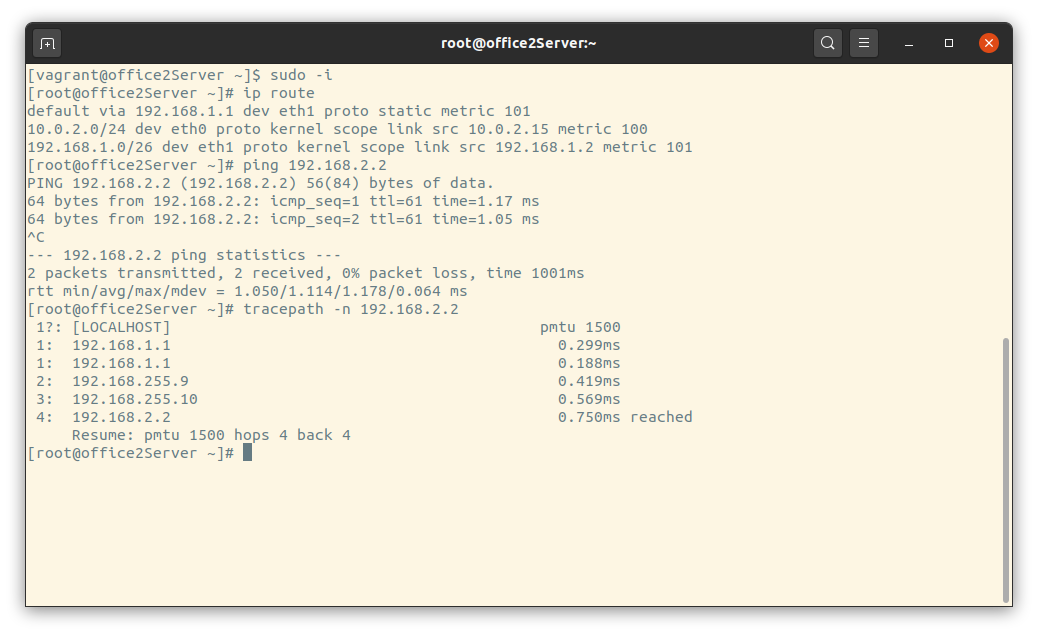 root@office2Server:~
[vagrant@office2Server ~]$ sudo -i
[root@office2Server ~]# ip route
default via 192.168.1.1 dev eth1 proto static metric 101
10.0.2.0/24 dev eth0 proto kernel scope link src 10.0.2.15 metric 100
192.168.1.0/26 dev eth1 proto kernel scope link src 192.168.1.2 metric 101
[root@office2Server ~]# ping 192.168.2.2
PING 192.168.2.2 (192.168.2.2) 56(84) bytes of data.
64 bytes from 192.168.2.2: icmp_seq=1 ttl=61 time=1.17 ms
64 bytes from 192.168.2.2: icmp_seq=2 ttl=61 time=1.05 ms
^C
--- 192.168.2.2 ping statistics ---
2 packets transmitted, 2 received, 0% packet loss, time 1001ms
rtt min/avg/max/mdev = 1.050/1.114/1.178/0.064 ms
[root@office2Server ~]# tracepath -n 192.168.2.2
 1?: [LOCALHOST]                                         pmtu 1500
 1:  192.168.1.1                                           0.299ms
 1:  192.168.1.1                                           0.188ms
 2:  192.168.255.9                                         0.419ms
 3:  192.168.255.10                                        0.569ms
 4:  192.168.2.2                                           0.750ms reached
     Resume: pmtu 1500 hops 4 back 4
[root@office2Server ~]#